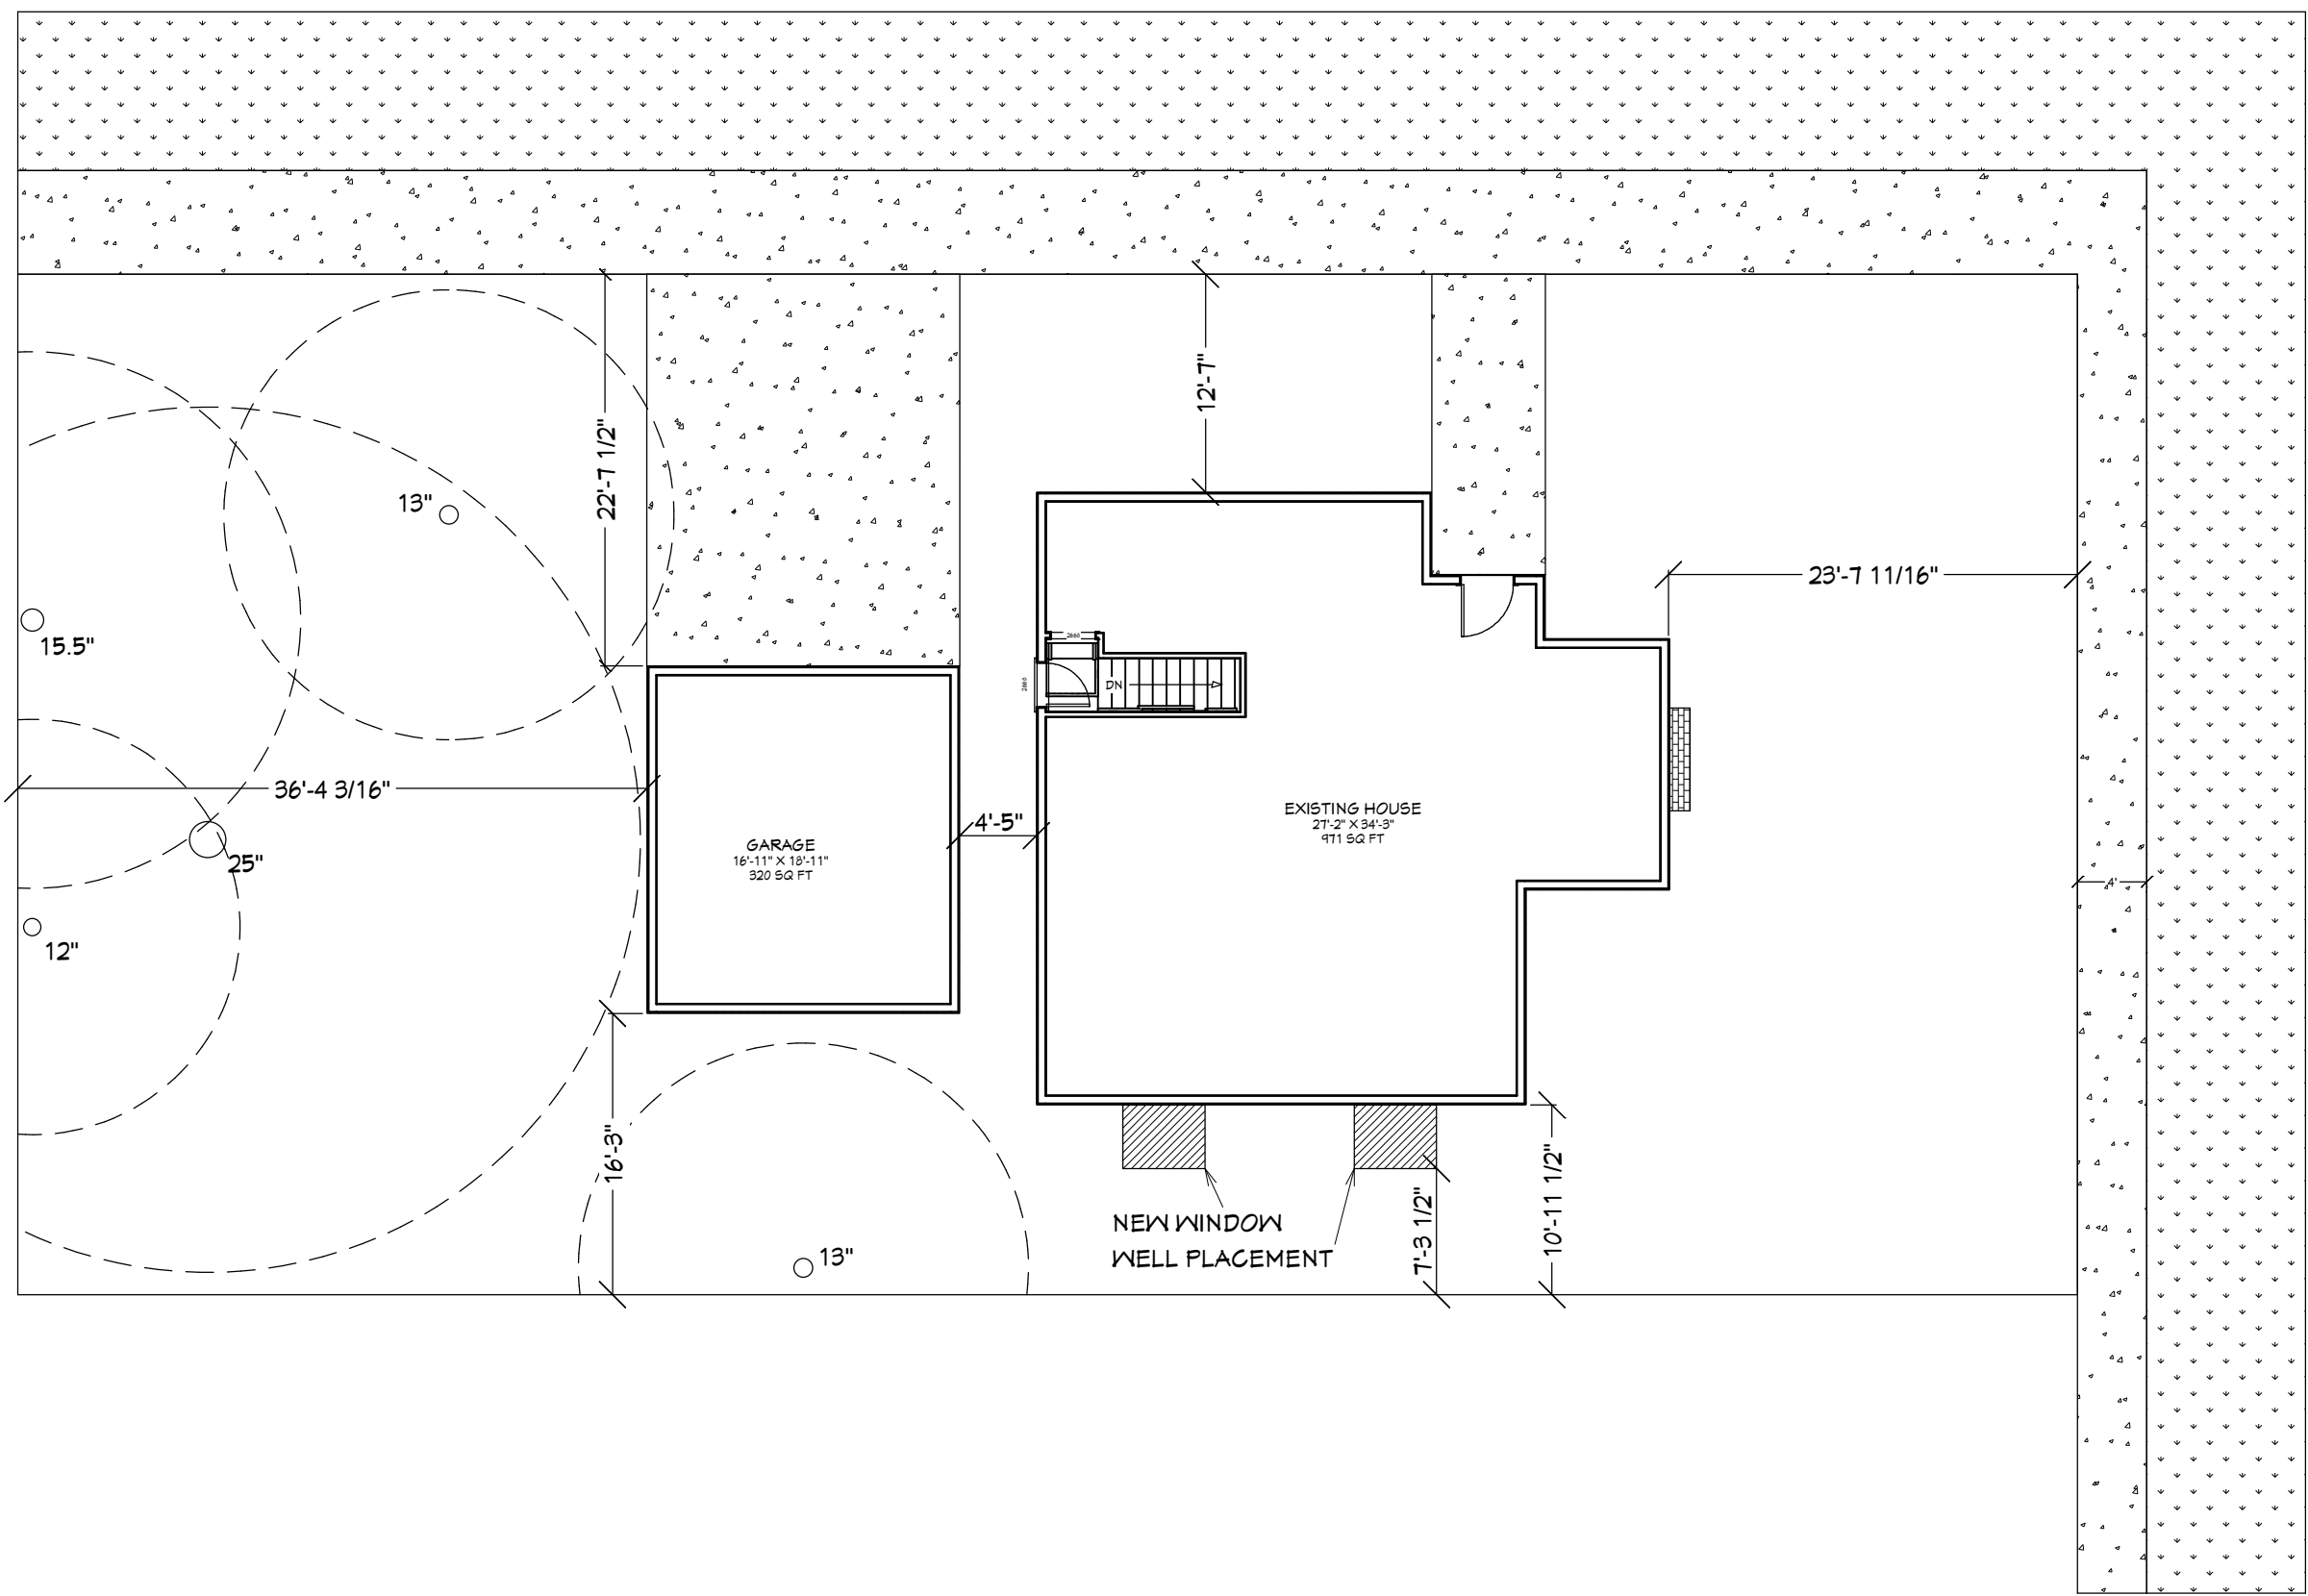 12'-7"
22'-7 1/2"
13"
23'-7 11/16"
15.5"
2660
2660
DN
36'-4 3/16"
EXISTING HOUSE
27'-2" X 34'-3"
971 SQ FT
4'-5"
GARAGE
16'-11" X 18'-11"
320 SQ FT
25"
4'
12"
16'-3"
10'-11 1/2"
7'-3 1/2"
NEW WINDOW
WELL PLACEMENT
13"